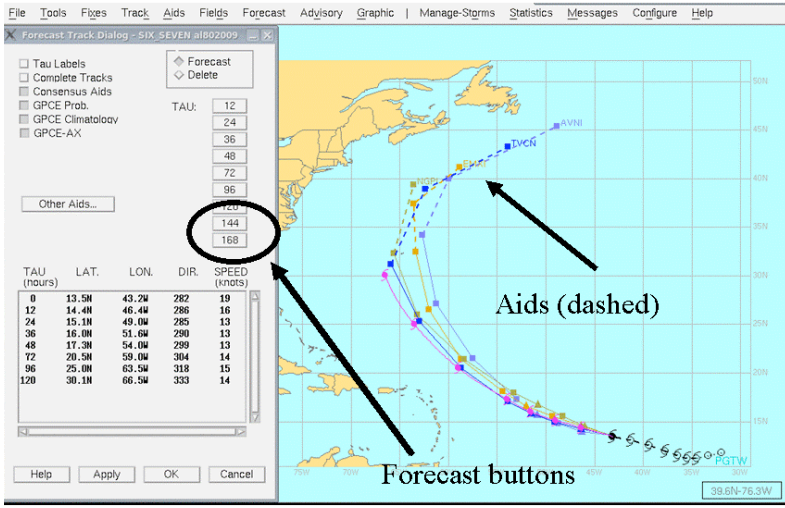 File Tools Fixes Track Aids Fields Forecast Advisory Graphic | Manage-Storms Statistics Messages Configure Help
Forecast Track Dialog - SIX_SEVEN al802009
Tau Labels
Complete Tracks
Consensus Aids
GPCE Prob.
GPCE Climatology
GPCE-AX
Forecast
Delete
TAU:
12
24
36
48
72
96
120
144
168
Other Aids...
TAU (hours) LAT. LON. DIR. SPEED (knots)
0 13.5N 43.2W 282 19
12 14.4N 46.4W 286 16
24 15.1N 49.0W 285 13
36 16.0N 51.6W 290 13
48 17.3N 54.0W 299 13
72 20.5N 59.0W 304 14
96 25.0N 63.5W 318 15
120 30.1N 66.5W 333 14
Help Apply OK Cancel
50N
45N
40N
35N
30N
25N
20N
15N
AVNI
TVCN
NGPI
Aids (dashed)
Forecast buttons
PGTW
75W 70W 65W 60W 55W 50W 45W 40W 35W 30W
39.6N-76.3W